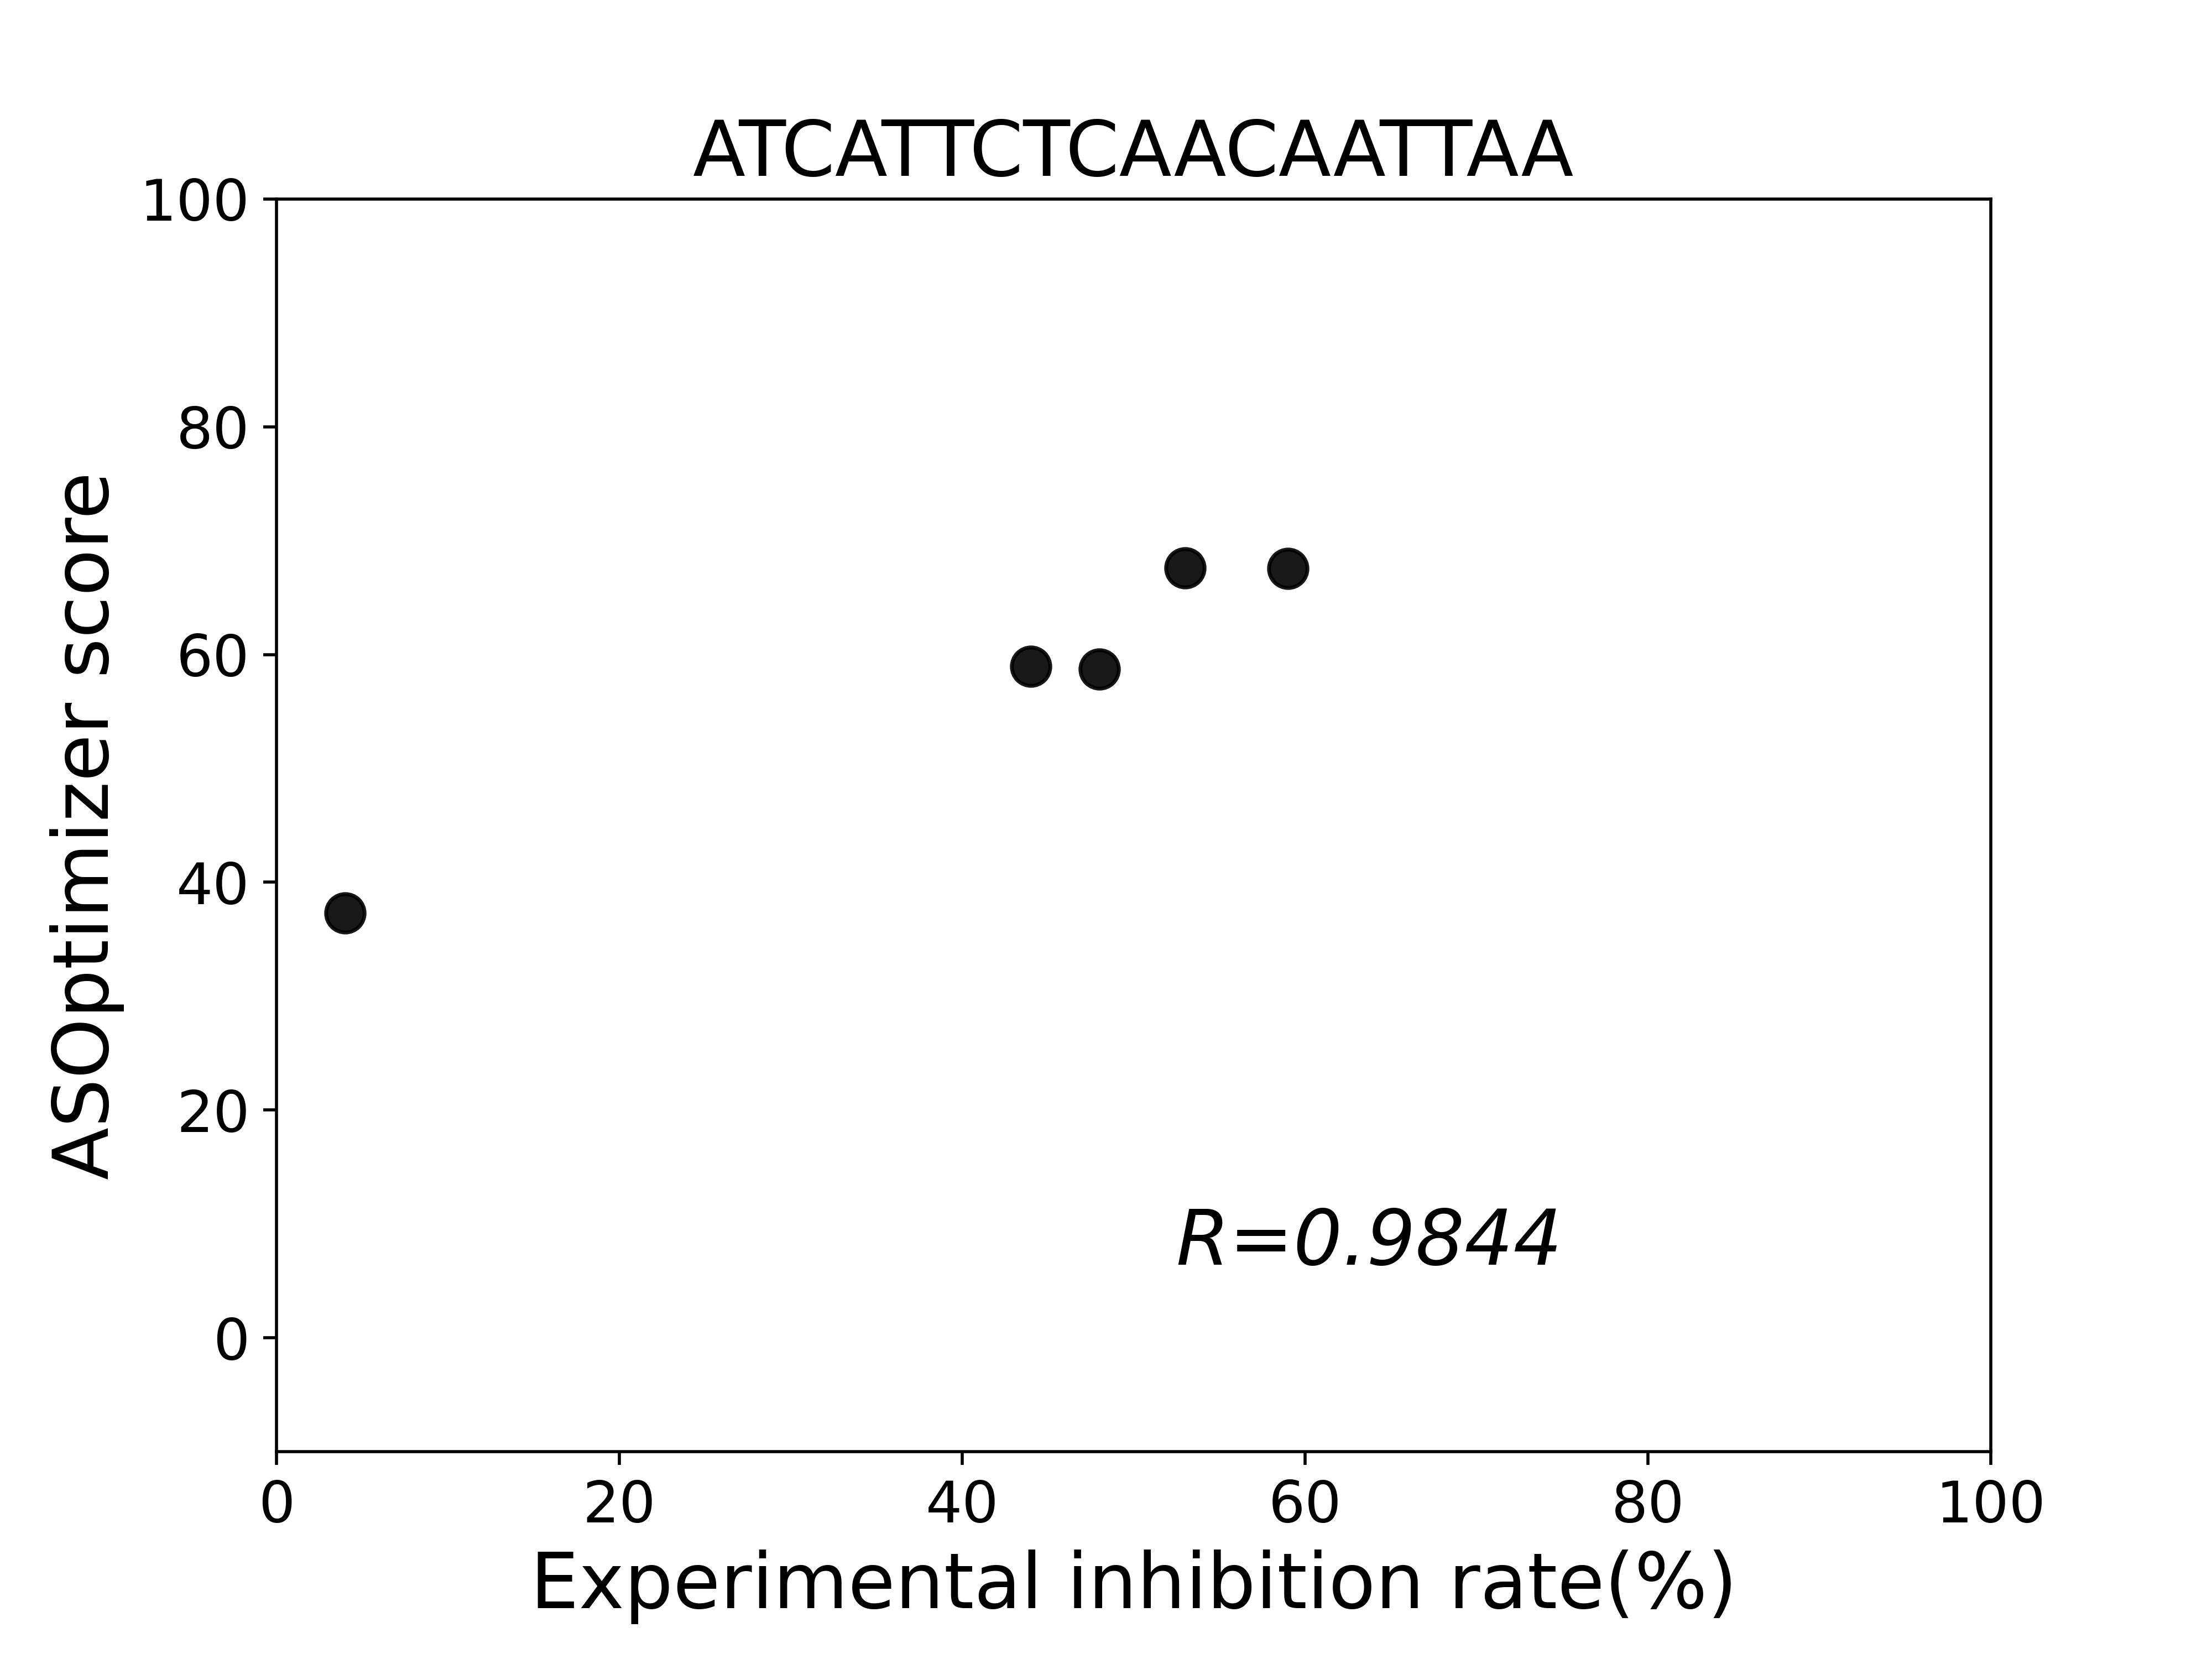 ATCATTCTCAACAATTAA
100
80
60
40
20
0
ASOptimizer score
R=0.9844
0 20 40 60 80 100
Experimental inhibition rate(%)